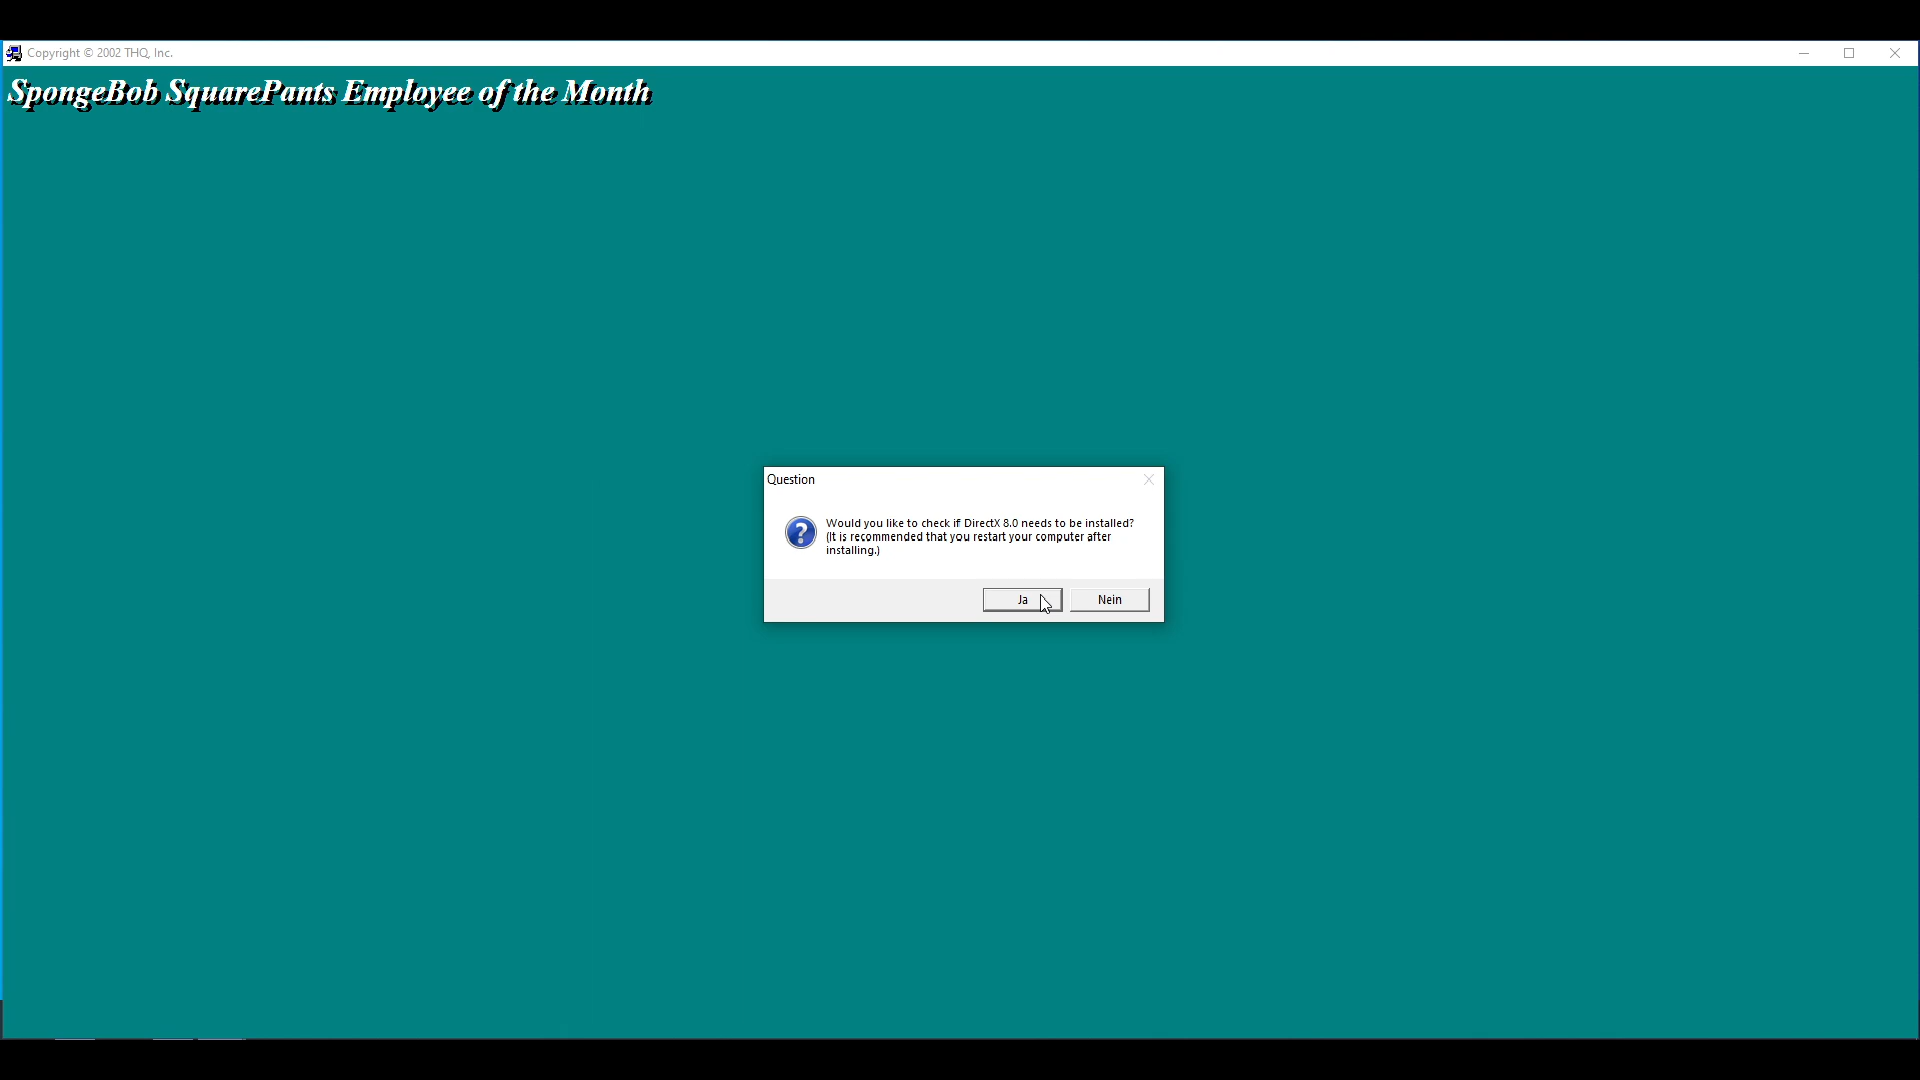 Copyright © 2002 THQ, Inc.
SpongeBob SquarePants Employee of the Month
Question
Would you like to check if DirectX 8.0 needs to be installed?
(It is recommended that you restart your computer after
installing.)
Ja Nein